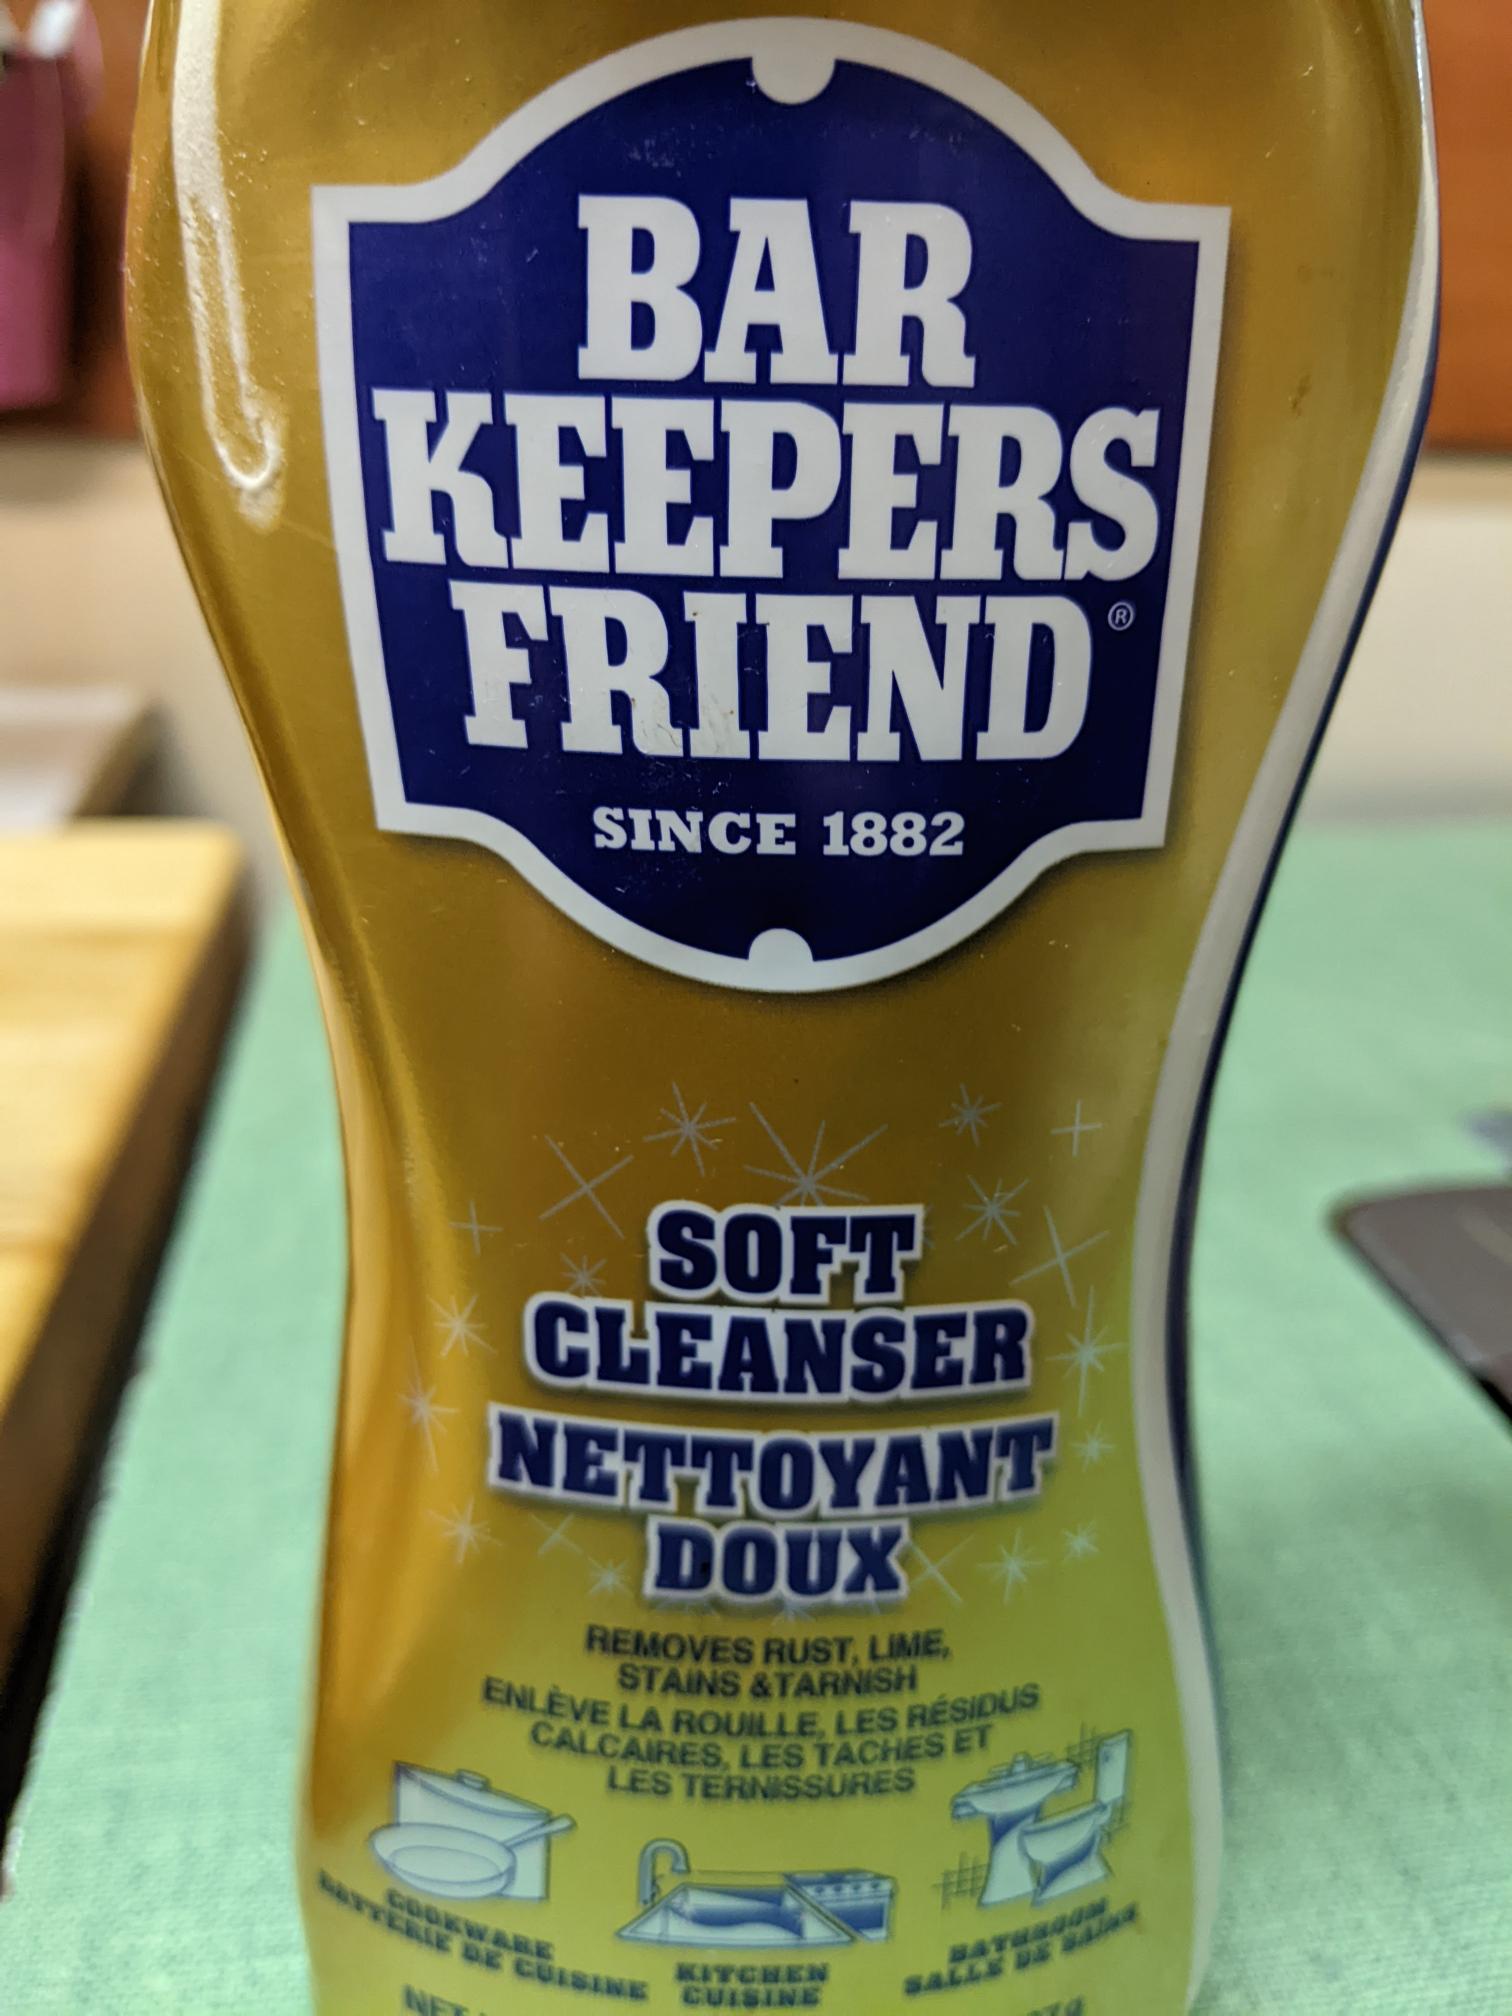 BAR
KEEPERS
FRIEND®
SINCE 1882
SOFT
CLEANSER
NETTOYANT
DOUX
REMOVES RUST, LIME,
STAINS & TARNISH
ENLÈVE LA ROUILLE, LES RÉSIDUS
CALCAIRES, LES TACHES ET
LES TERNISSURES
COOKWARE
BATTERIE DE CUISINE
KITCHEN
CUISINE
BATHROOM
SALLE DE BAINS
NET